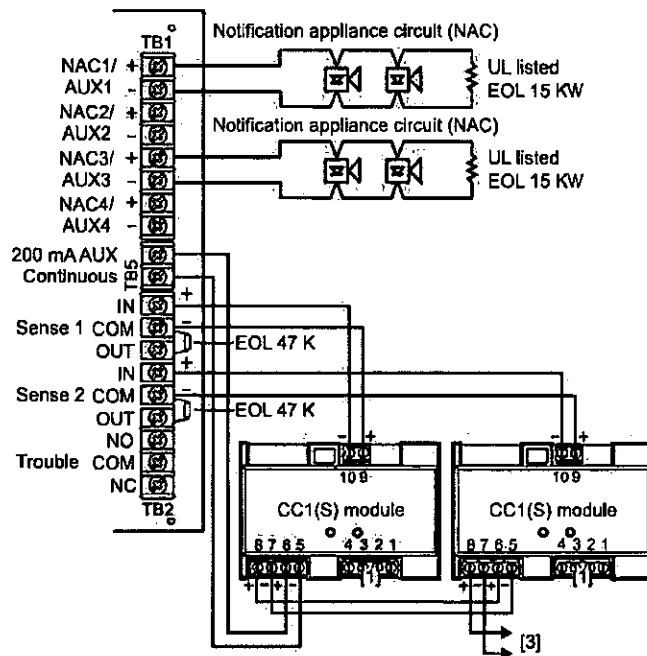 TB1
Notification appliance circuit (NAC)
NAC1/ +
AUX1 -
UL listed
EOL 15 KW
NAC2/ +
AUX2 -
Notification appliance circuit (NAC)
NAC3/ +
AUX3 -
UL listed
EOL 15 KW
NAC4/ +
AUX4 -
200 mA AUX
Continuous
TB5
+
IN
-
Sense 1 COM
OUT
EOL 47 K
+
IN
-
Sense 2 COM
OUT
EOL 47 K
NO
Trouble COM
NC
TB2
- +
10 9
CC1(S) module
8 7 6 5 4 3 2 1
+ - + -
[1]
- +
10 9
CC1(S) module
8 7 6 5 4 3 2 1
+ - + -
[1]
[3]